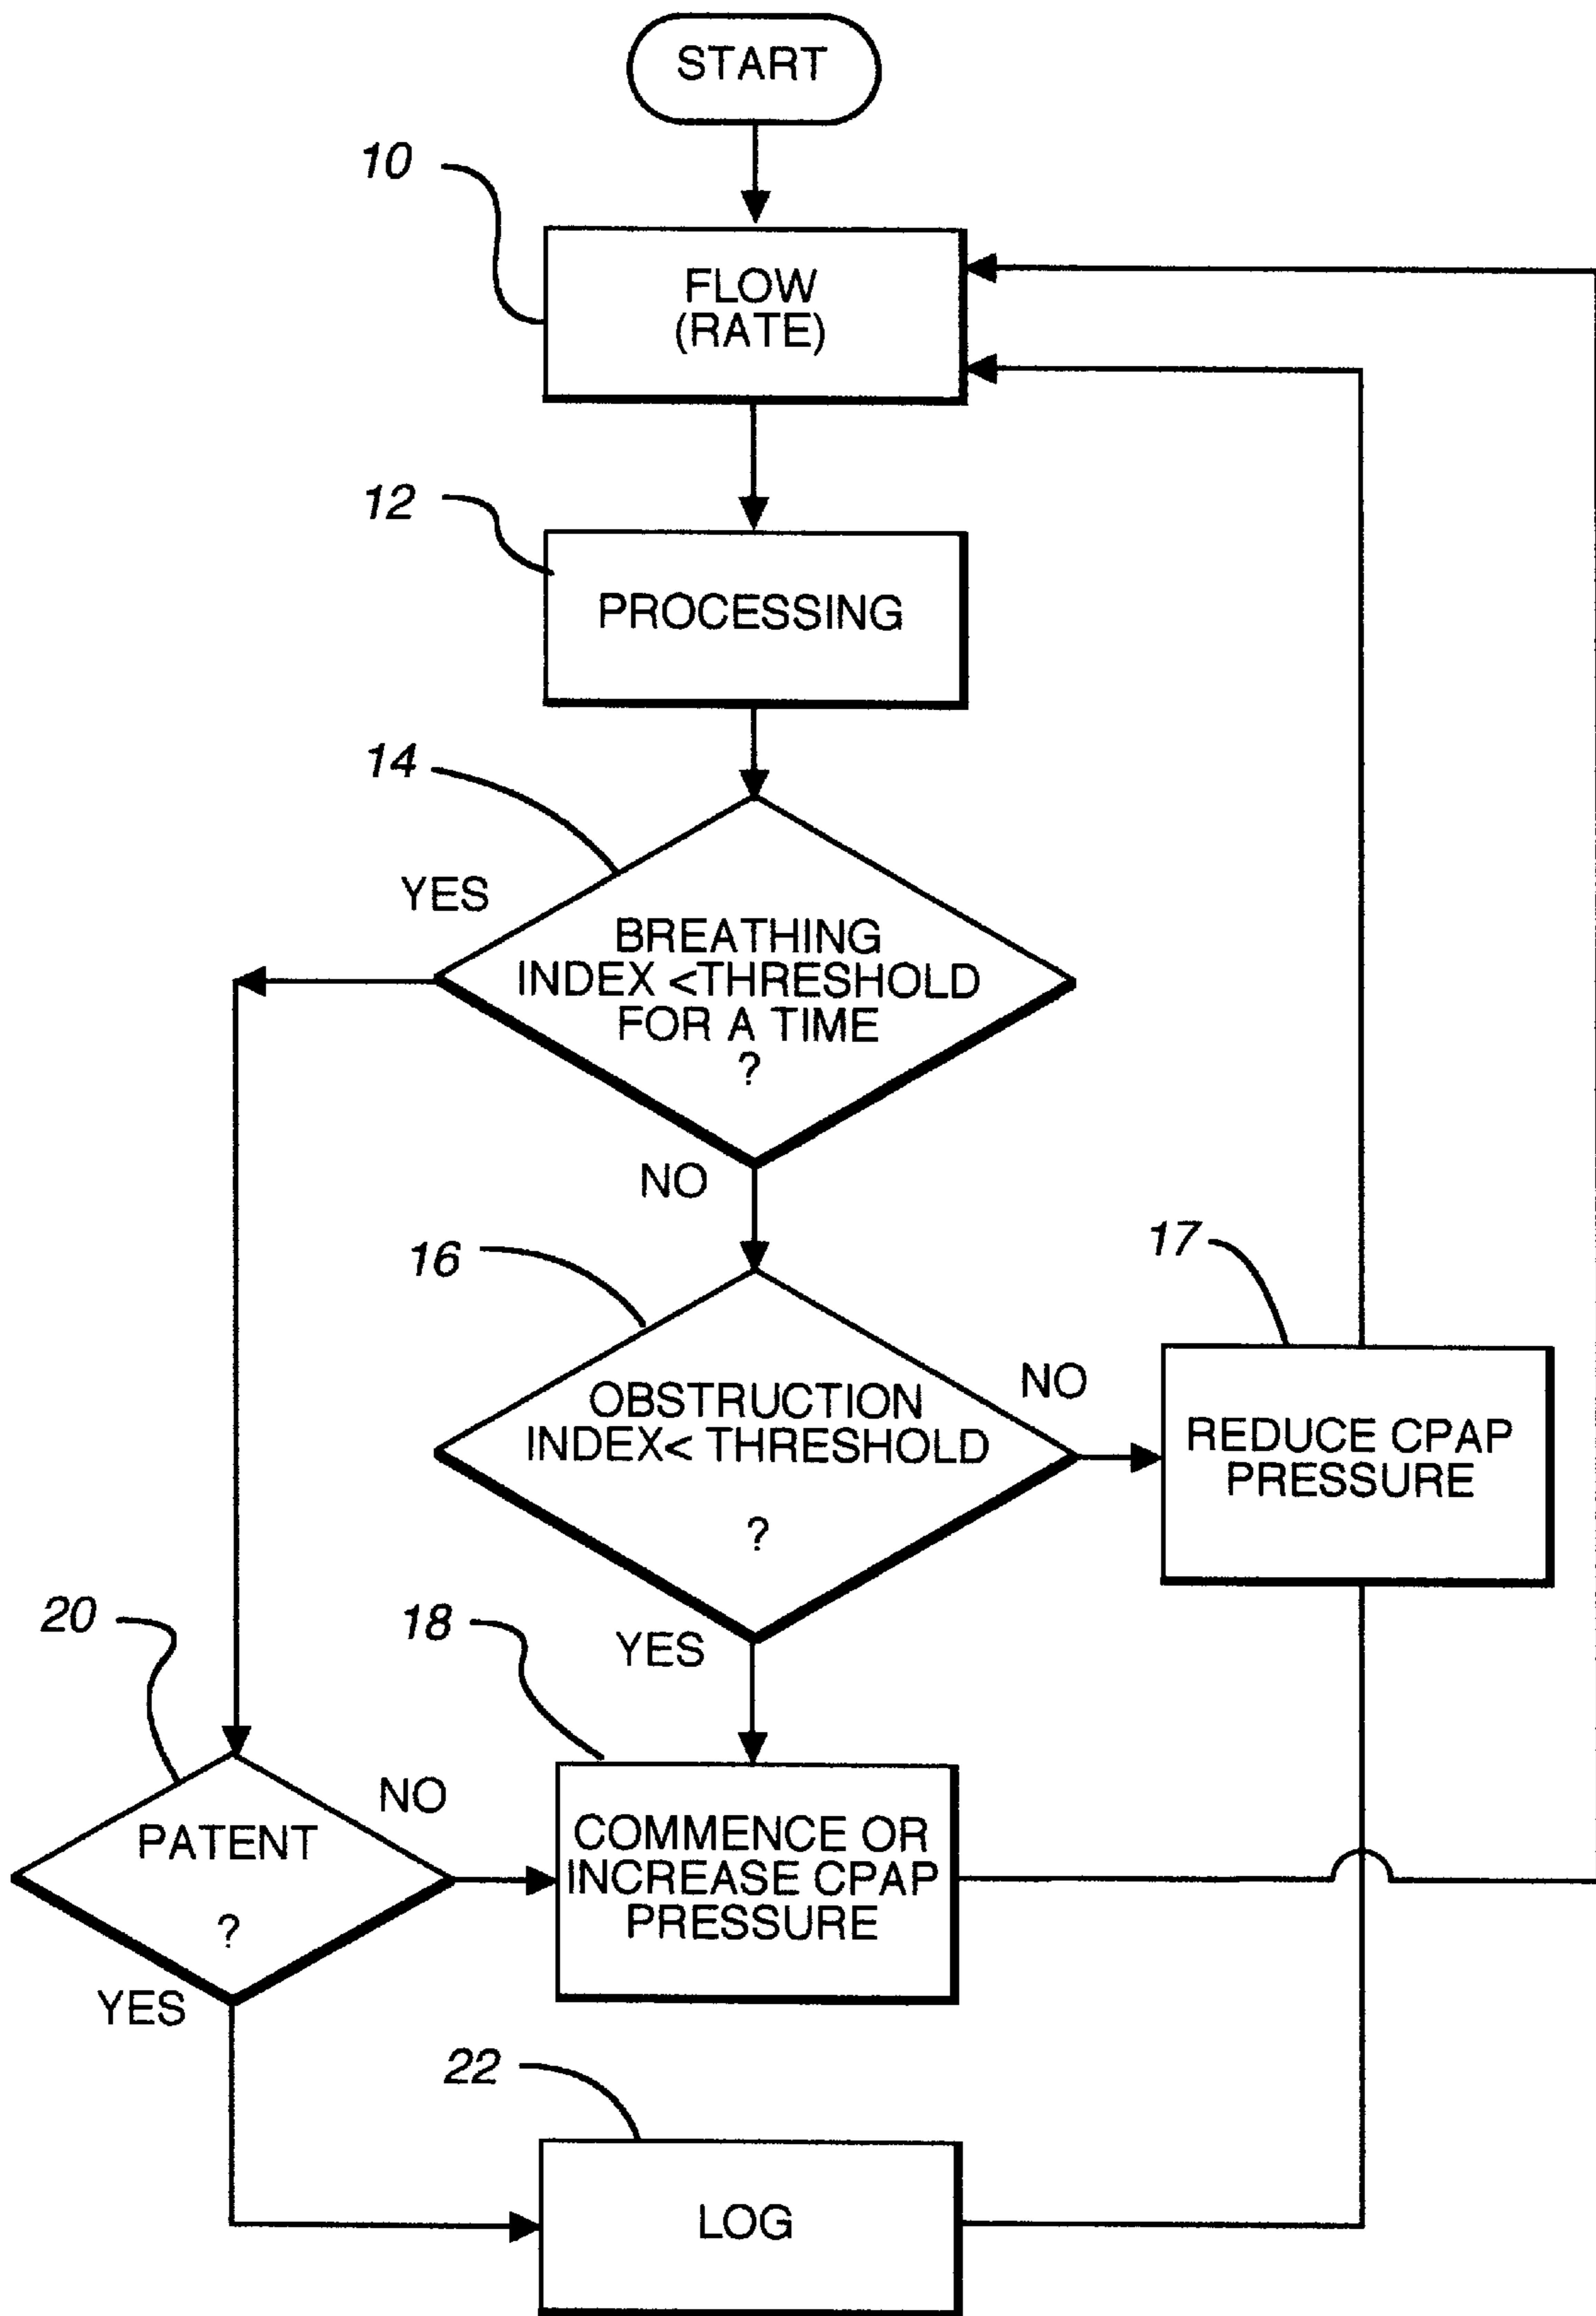 START
10
FLOW
(RATE)
12
PROCESSING
14
YES
BREATHING
INDEX <THRESHOLD
FOR A TIME
?
NO
16
17
OBSTRUCTION
INDEX< THRESHOLD
?
NO
REDUCE CPAP
PRESSURE
YES
20
18
PATENT
?
NO
COMMENCE OR
INCREASE CPAP
PRESSURE
YES
22
LOG